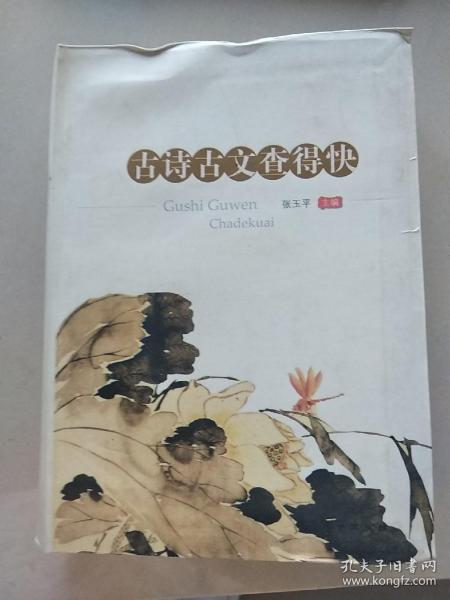 古诗古文查得快
Gushi Guwen
Chadekuai
张玉平 主编
孔夫子旧书网
www.kongfz.com